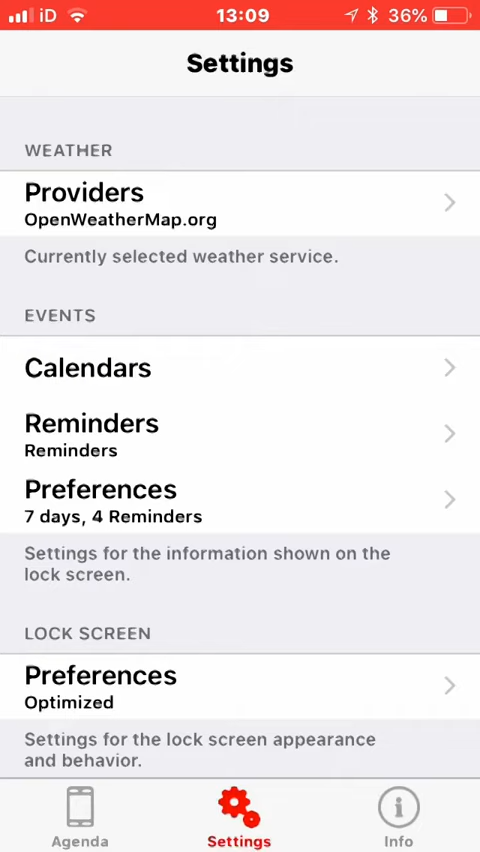 iD 13:09 36%
Settings
WEATHER
Providers
OpenWeatherMap.org
Currently selected weather service.
EVENTS
Calendars
Reminders
Reminders
Preferences
7 days, 4 Reminders
Settings for the information shown on the
lock screen.
LOCK SCREEN
Preferences
Optimized
Settings for the lock screen appearance
and behavior.
Agenda Settings Info